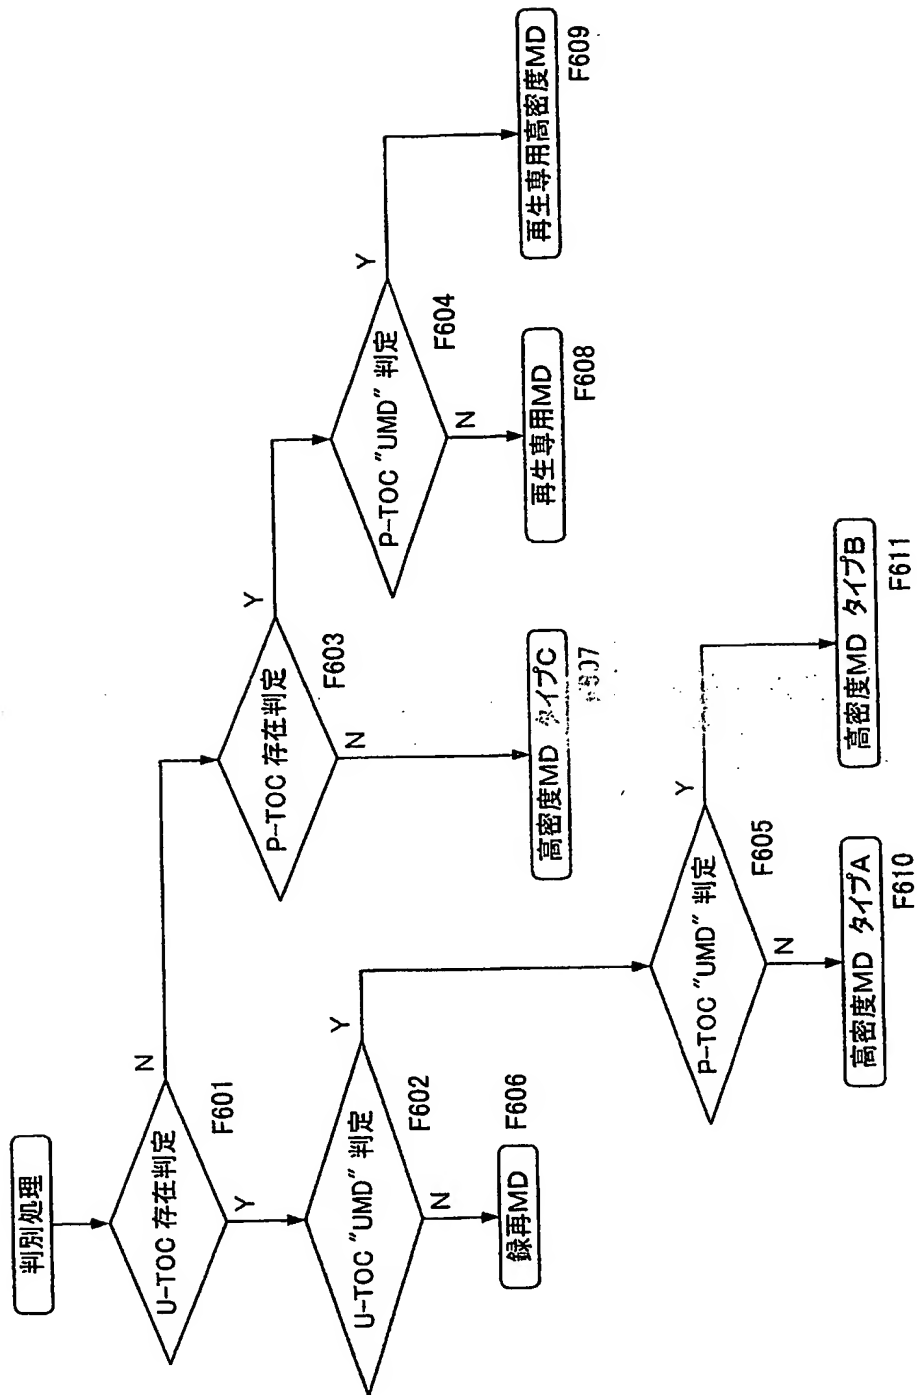 判別処理
U-TOC 存在判定
F601
N
Y
U-TOC "UMD" 判定
F602
Y
N
録再MD
F606
P-TOC 存在判定
F603
Y
N
高密度MD タイプC
P-TOC "UMD" 判定
F604
Y
N
再生専用MD
F608
再生専用高密度MD
F609
P-TOC "UMD" 判定
F605
Y
N
高密度MD タイプA
F610
高密度MD タイプB
F611